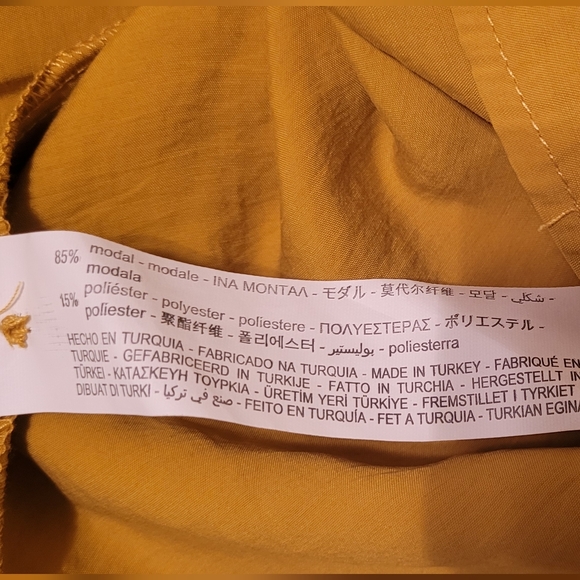 85% modal - modale - ΙΝΑ ΜΟΝΤΑΛ - モダル - 莫代尔纤维 - 모달 - شكلي -
modala
15% poliéster - polyester - poliestere - ΠΟΛΥΕΣΤΕΡΑΣ - ポリエステル -
poliester - 聚酯纤维 - 폴리에스터 - بوليستير - poliesterra
HECHO EN TURQUIA - FABRICADO NA TURQUIA - MADE IN TURKEY - FABRIQUÉ EN
TURQUIE - GEFABRICEERD IN TURKIJE - FATTO IN TURCHIA - HERGESTELLT IN
TÜRKEI - ΚΑΤΑΣΚΕΥΗ ΤΟΥΡΚΙΑ - ÜRETİM YERİ TÜRKİYE - FREMSTILLET I TYRKIET
DIBUAT DI TURKI - صنع في تركيا - FEITO EN TURQUÍA - FET A TURQUIA - TURKIAN EGINA